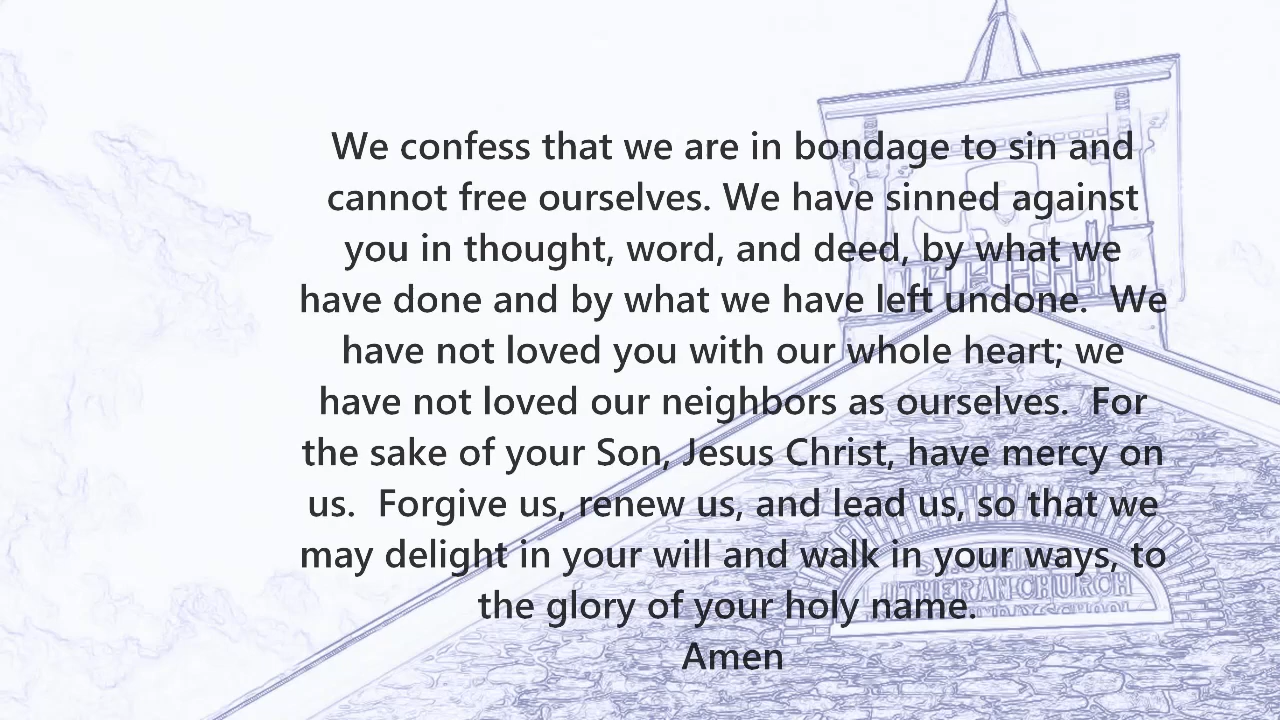 We confess that we are in bondage to sin and
cannot free ourselves. We have sinned against
you in thought, word, and deed, by what we
have done and by what we have left undone.  We
have not loved you with our whole heart; we
have not loved our neighbors as ourselves.  For
the sake of your Son, Jesus Christ, have mercy on
us.  Forgive us, renew us, and lead us, so that we
may delight in your will and walk in your ways, to
the glory of your holy name.
Amen
LUTHERAN CHURCH